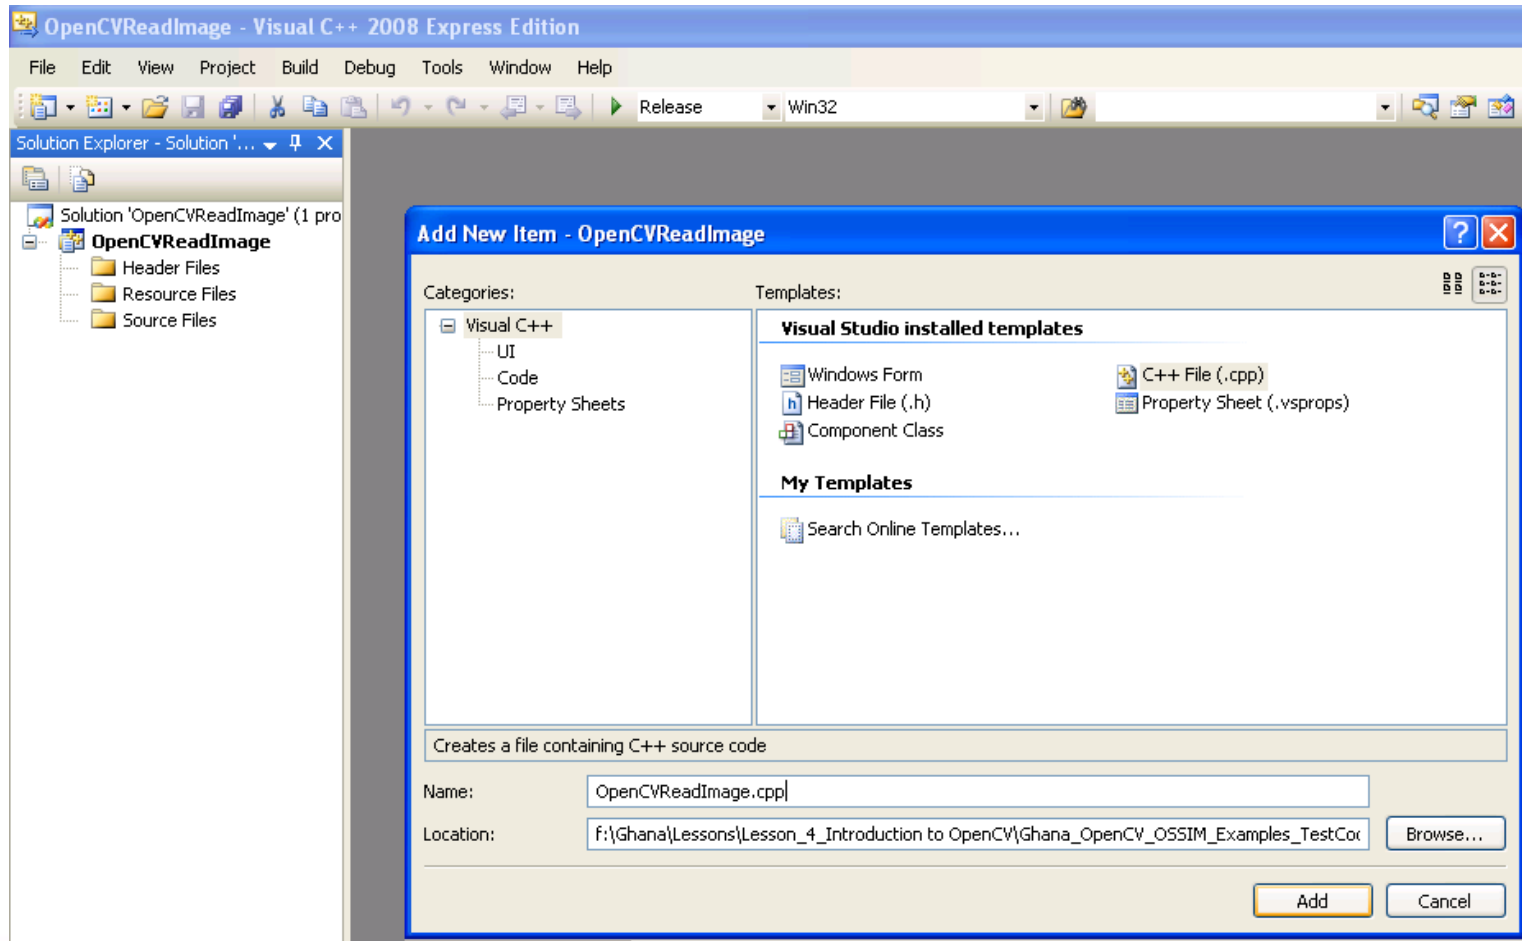 OpenCVReadImage - Visual C++ 2008 Express Edition
File Edit View Project Build Debug Tools Window Help
Release Win32
Solution Explorer - Solution '...
Solution 'OpenCVReadImage' (1 pro
OpenCVReadImage
Header Files
Resource Files
Source Files
Add New Item - OpenCVReadImage
Categories:
Templates:
Visual C++
UI
Code
Property Sheets
Visual Studio installed templates
Windows Form
C++ File (.cpp)
Header File (.h)
Property Sheet (.vsprops)
Component Class
My Templates
Search Online Templates...
Creates a file containing C++ source code
Name: OpenCVReadImage.cpp
Location: f:\Ghana\Lessons\Lesson_4_Introduction to OpenCV\Ghana_OpenCV_OSSIM_Examples_TestCo
Browse...
Add Cancel